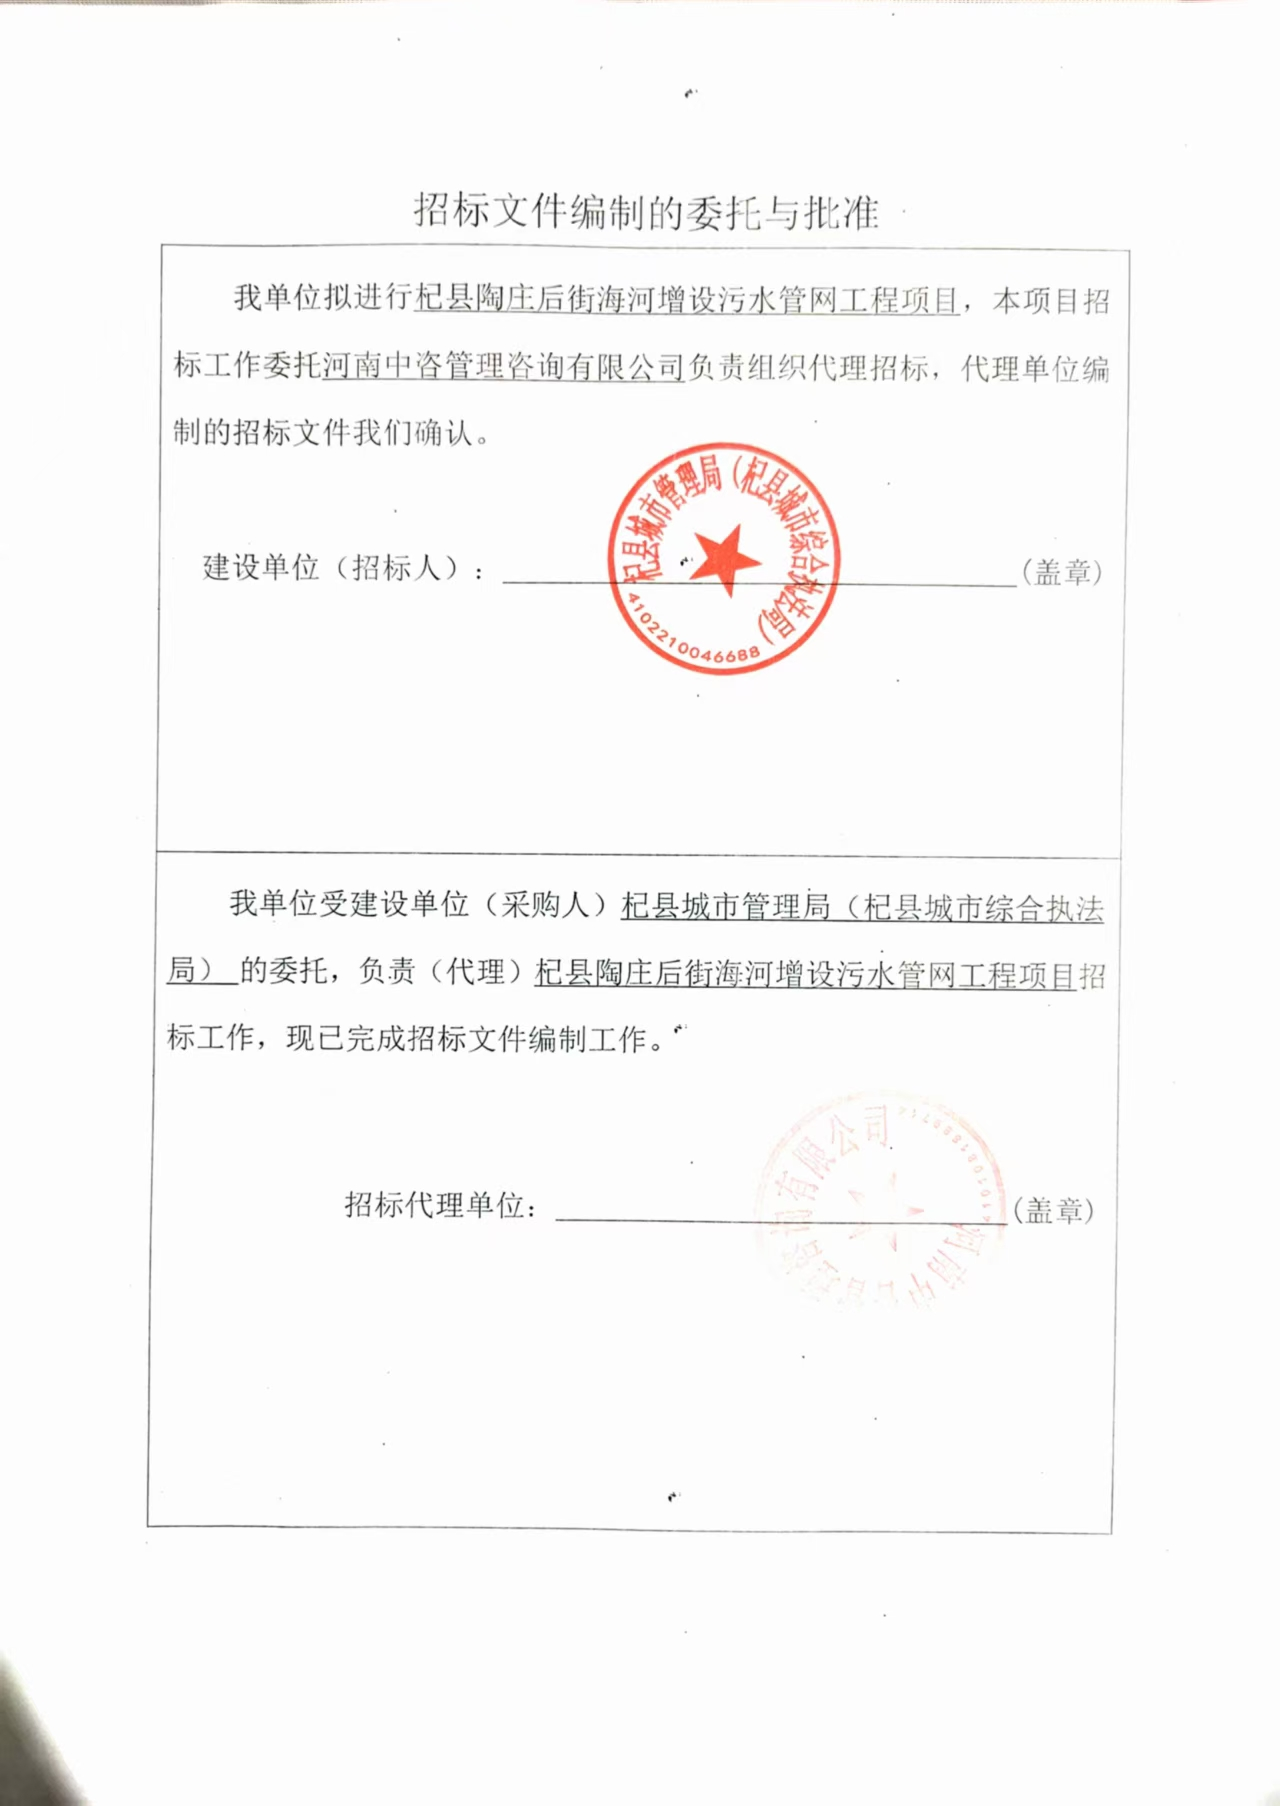 招标文件编制的委托与批准
我单位拟进行杞县陶庄后街海河增设污水管网工程项目，本项目招
标工作委托河南中咨管理咨询有限公司负责组织代理招标，代理单位编
制的招标文件我们确认。
杞县城市管理局（杞县城市综合执法局）
建设单位（招标人）：(盖章)
4102210046688
我单位受建设单位（采购人）杞县城市管理局（杞县城市综合执法
局） 的委托，负责（代理）杞县陶庄后街海河增设污水管网工程项目招
标工作，现已完成招标文件编制工作。
招标代理单位：(盖章)
河南中 有限公司